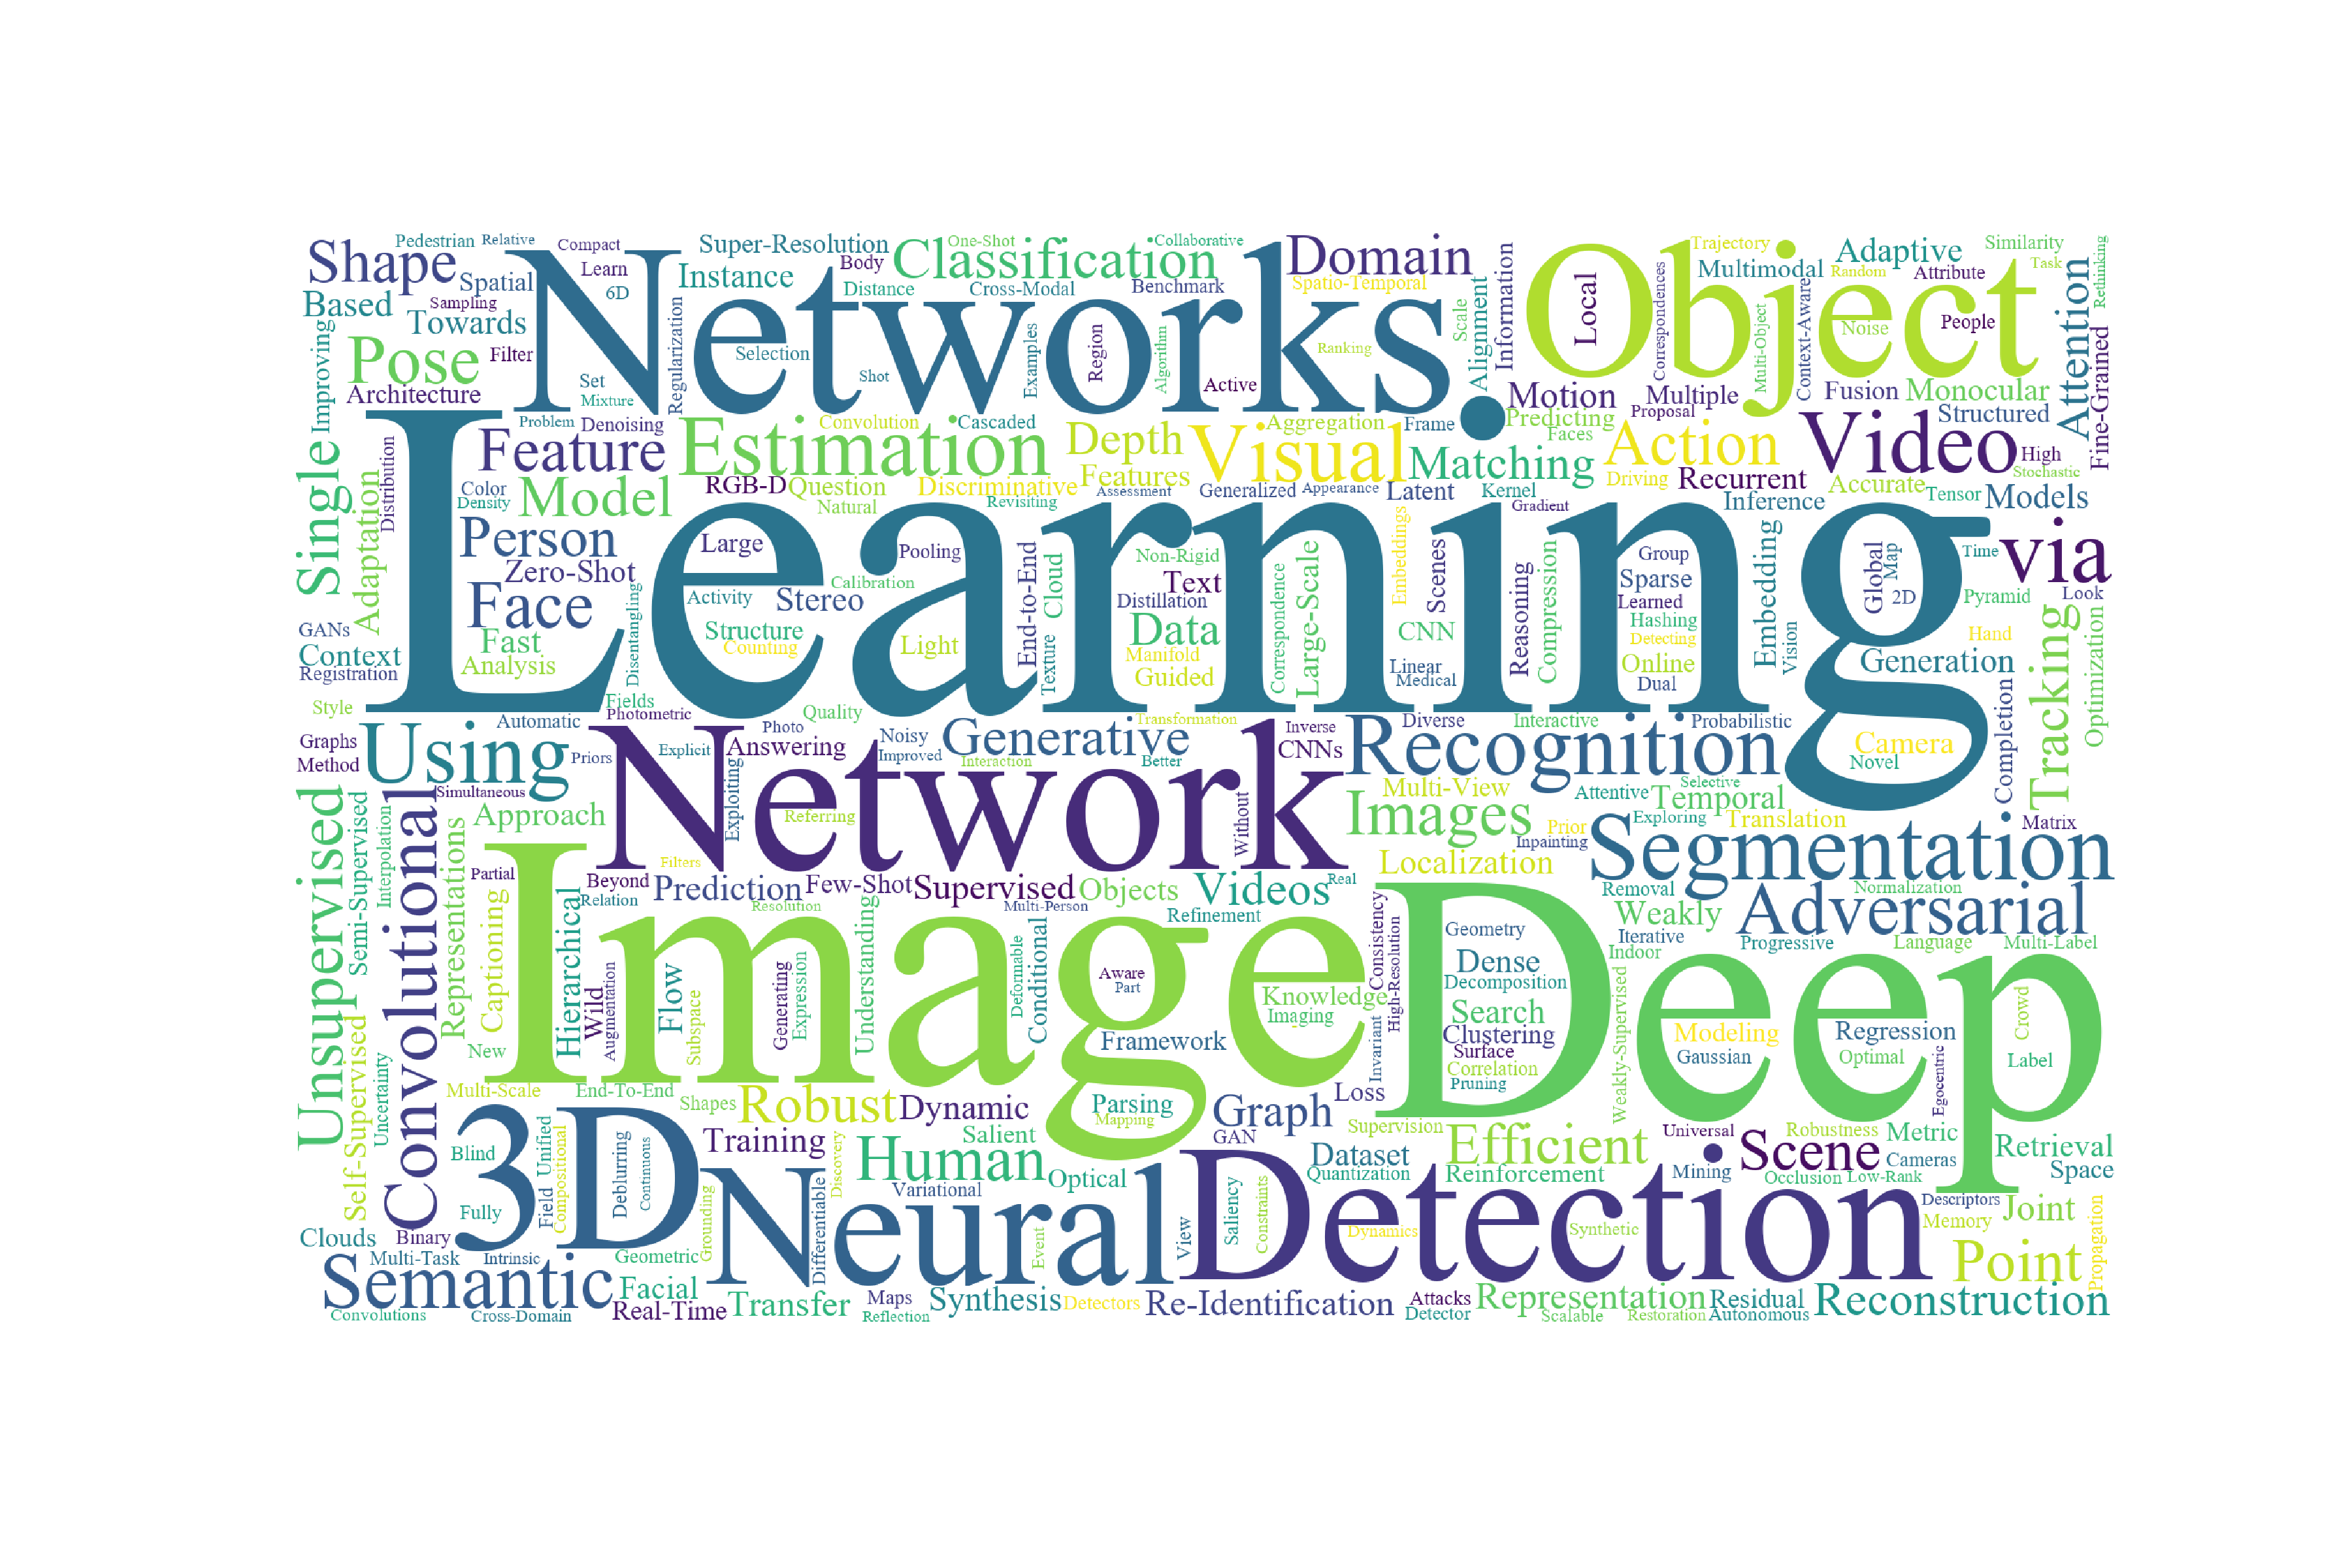 Shape
Pedestrian
Relative
Networks
Compact
Learn
6D
Super-Resolution
Instance
Body
Distance
Classification
One-Shot
Cross-Modal
Collaborative
Benchmark
Domain
Spatio-Temporal
Information
Object
Local
Trajectory
Multimodal
Adaptive
Random
Similarity
Attribute
Task
Rethinking
Based
Spatial
Sampling
Towards
Improving
Pose
Filter
Architecture
Set
Mixture
Regularization
Selection
Shot
Examples
Region
Algorithm
Active
Ranking
Scale
Alignment
Correspondences
Multi-Object
Context-Aware
Noise
People
Attention
Fine-Grained
Motion
Multiple
Proposal
Fusion
Monocular
Structured
Single
Distribution
Adaptation
Problem
Denoising
Feature
Color
Density
Model
Estimation
Convolution
Cascaded
RGB-D
Question
Natural
Discriminative
Revisiting
Depth
Features
Assessment
Visual
Aggregation
Frame
Generalized
Appearance
Matching
Latent
Predicting
Faces
Kernel
Gradient
Action
Driving
Recurrent
Video
Inference
Accurate
Tensor
High
Stochastic
Models
Learning
Person
Zero-Shot
Face
Large
Pooling
Calibration
Activity
Stereo
Structure
Counting
Light
Disentangling
Fast
Analysis
GANs
Context
Registration
Style
Fields
Photometric
Quality
End-to-End
Cloud
Texture
Non-Rigid
Text
Distillation
Data
Manifold
Guided
Correspondence
Large-Scale
Embeddings
Scenes
CNN
Linear
Medical
Reasoning
Compression
Group
Sparse
Learned
Hashing
Detecting
Online
Dual
Embedding
Vision
Global
Map
2D
Time
via
Look
Pyramid
Hand
Generation
Tracking
Optimization
Automatic
Photo
Noisy
Improved
Transformation
Graphs
Method
Using
Priors
Explicit
Network
Answering
Generative
Interaction
Better
Inverse
CNNs
Diverse
Interactive
Probabilistic
Recognition
Camera
Novel
Completion
Simultaneous
Exploiting
Referring
Without
Multi-View
Images
Attentive
Selective
Temporal
Exploring
Translation
Prior
Inpainting
Matrix
Segmentation
Unsupervised
Semi-Supervised
Interpolation
Convolutional
Approach
Representations
Partial
Captioning
Filters
Beyond
Relation
Prediction
Few-Shot
Resolution
Supervised
Multi-Person
Objects
Videos
Real
Refinement
Localization
Removal
Weakly
Iterative
Indoor
Adversarial
Normalization
Progressive
Language
Multi-Label
Image
Hierarchical
Wild
Augmentation
Flow
Subspace
Generating
Expression
Understanding
Deformable
Conditional
Aware
Part
Knowledge
Imaging
Framework
Consistency
Invariant
High-Resolution
Deep
Geometry
Dense
Decomposition
Search
Clustering
Surface
Correlation
Pruning
Weakly-Supervised
Modeling
Gaussian
Regression
Optimal
Crowd
Label
Egocentric
New
Self-Supervised
Uncertainty
Multi-Scale
End-To-End
Shapes
Robust
Dynamic
Parsing
Mapping
Graph
GAN
Loss
Supervision
Dataset
Quantization
Efficient
Reinforcement
Universal
Mining
Scene
Robustness
Occlusion
Metric
Cameras
Low-Rank
Retrieval
Space
3D
Blind
Fully
Unified
Field
Compositional
Deblurring
Continuous
Training
Discovery
Human
Salient
Optical
Variational
Neural
Differentiable
Grounding
Event
View
Saliency
Constraints
Detection
Dynamics
Synthetic
Descriptors
Memory
Joint
Point
Propagation
Clouds
Binary
Multi-Task
Intrinsic
Geometric
Semantic
Facial
Real-Time
Transfer
Maps
Reflection
Synthesis
Detectors
Re-Identification
Attacks
Detector
Representation
Scalable
Restoration
Residual
Autonomous
Reconstruction
Convolutions
Cross-Domain